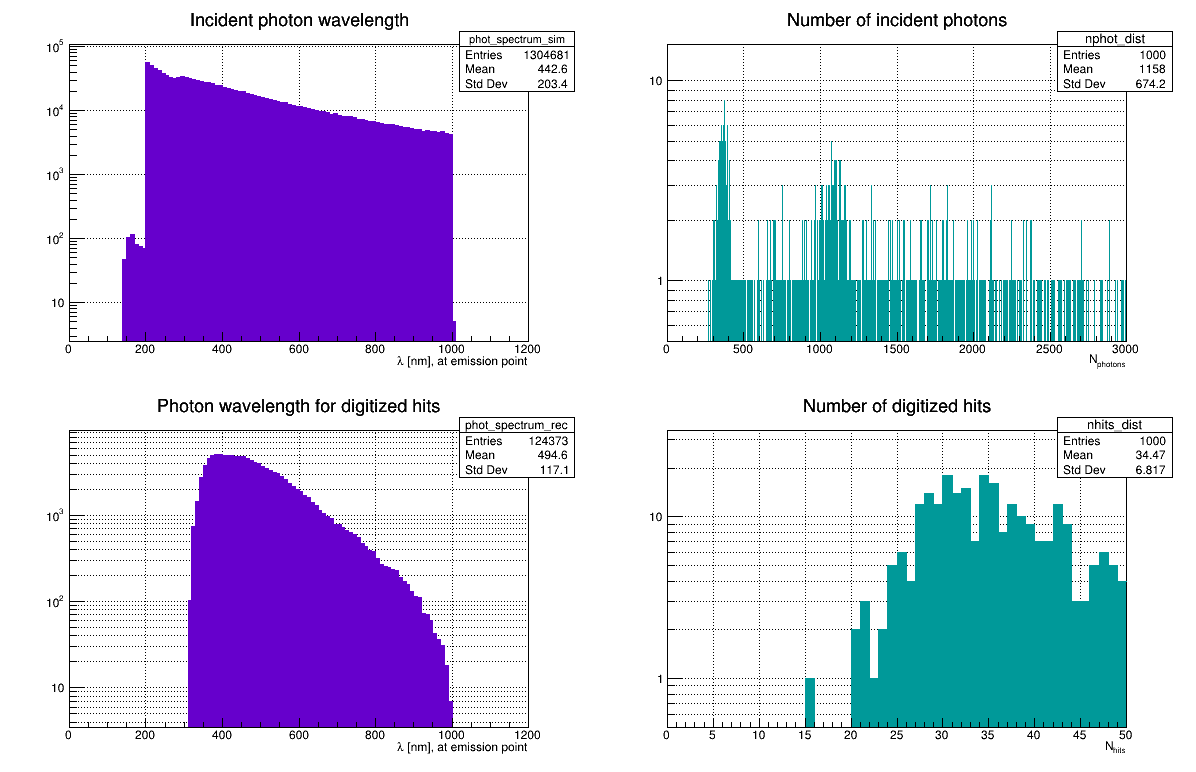 Incident photon wavelength
phot_spectrum_sim
Entries 1304681
Mean 442.6
Std Dev 203.4
10^5
10^4
10^3
10^2
10
0 200 400 600 800 1000 1200
λ [nm], at emission point
Number of incident photons
nphot_dist
Entries 1000
Mean 1158
Std Dev 674.2
10
1
0 500 1000 1500 2000 2500 3000
N_photons
Photon wavelength for digitized hits
phot_spectrum_rec
Entries 124373
Mean 494.6
Std Dev 117.1
10^3
10^2
10
0 200 400 600 800 1000 1200
λ [nm], at emission point
Number of digitized hits
nhits_dist
Entries 1000
Mean 34.47
Std Dev 6.817
10
1
0 5 10 15 20 25 30 35 40 45 50
N_hits